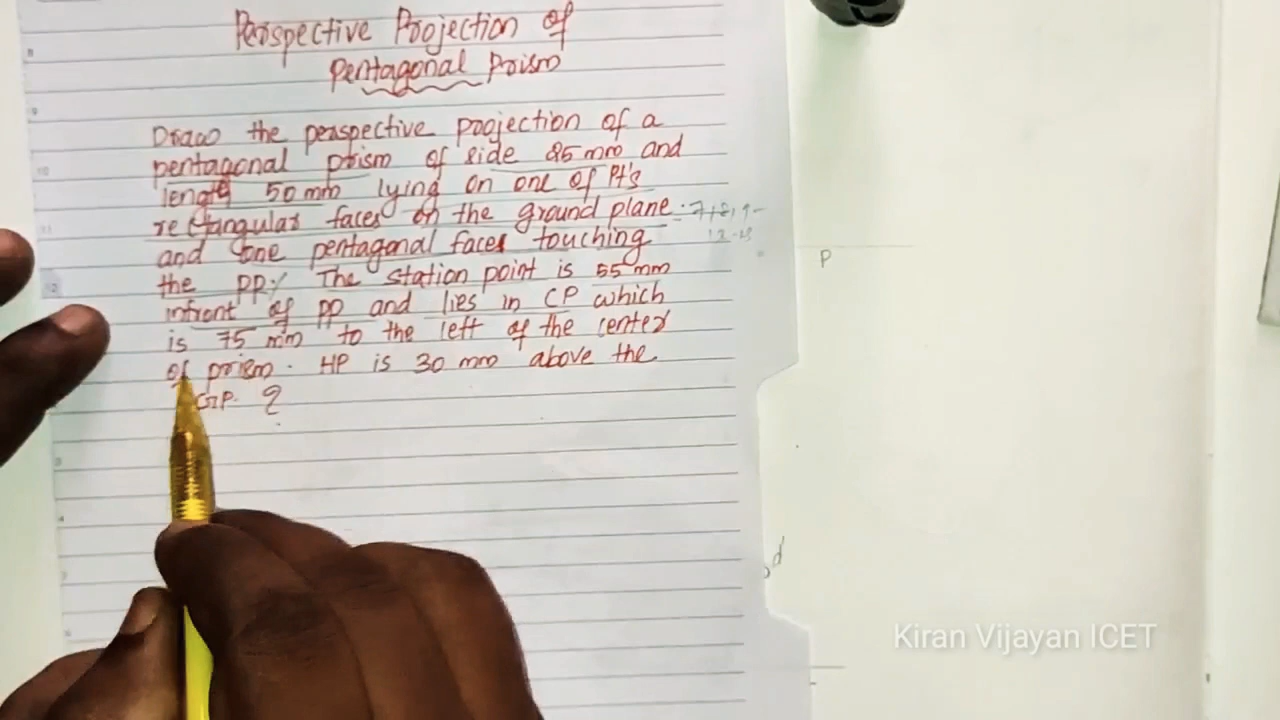 Perspective Projection of
Pentagonal Prism
Draw the perspective projection of a
pentagonal prism of side 25 mm and
length 50 mm lying on one of it's
rectangular faces on the ground plane
and one pentagonal faces touching
the PP. The station point is 55 mm
infront of PP and lies in CP which
is 75 mm to the left of the center
of prism. HP is 30 mm above the
GP ?
P
d'
Kiran Vijayan ICET